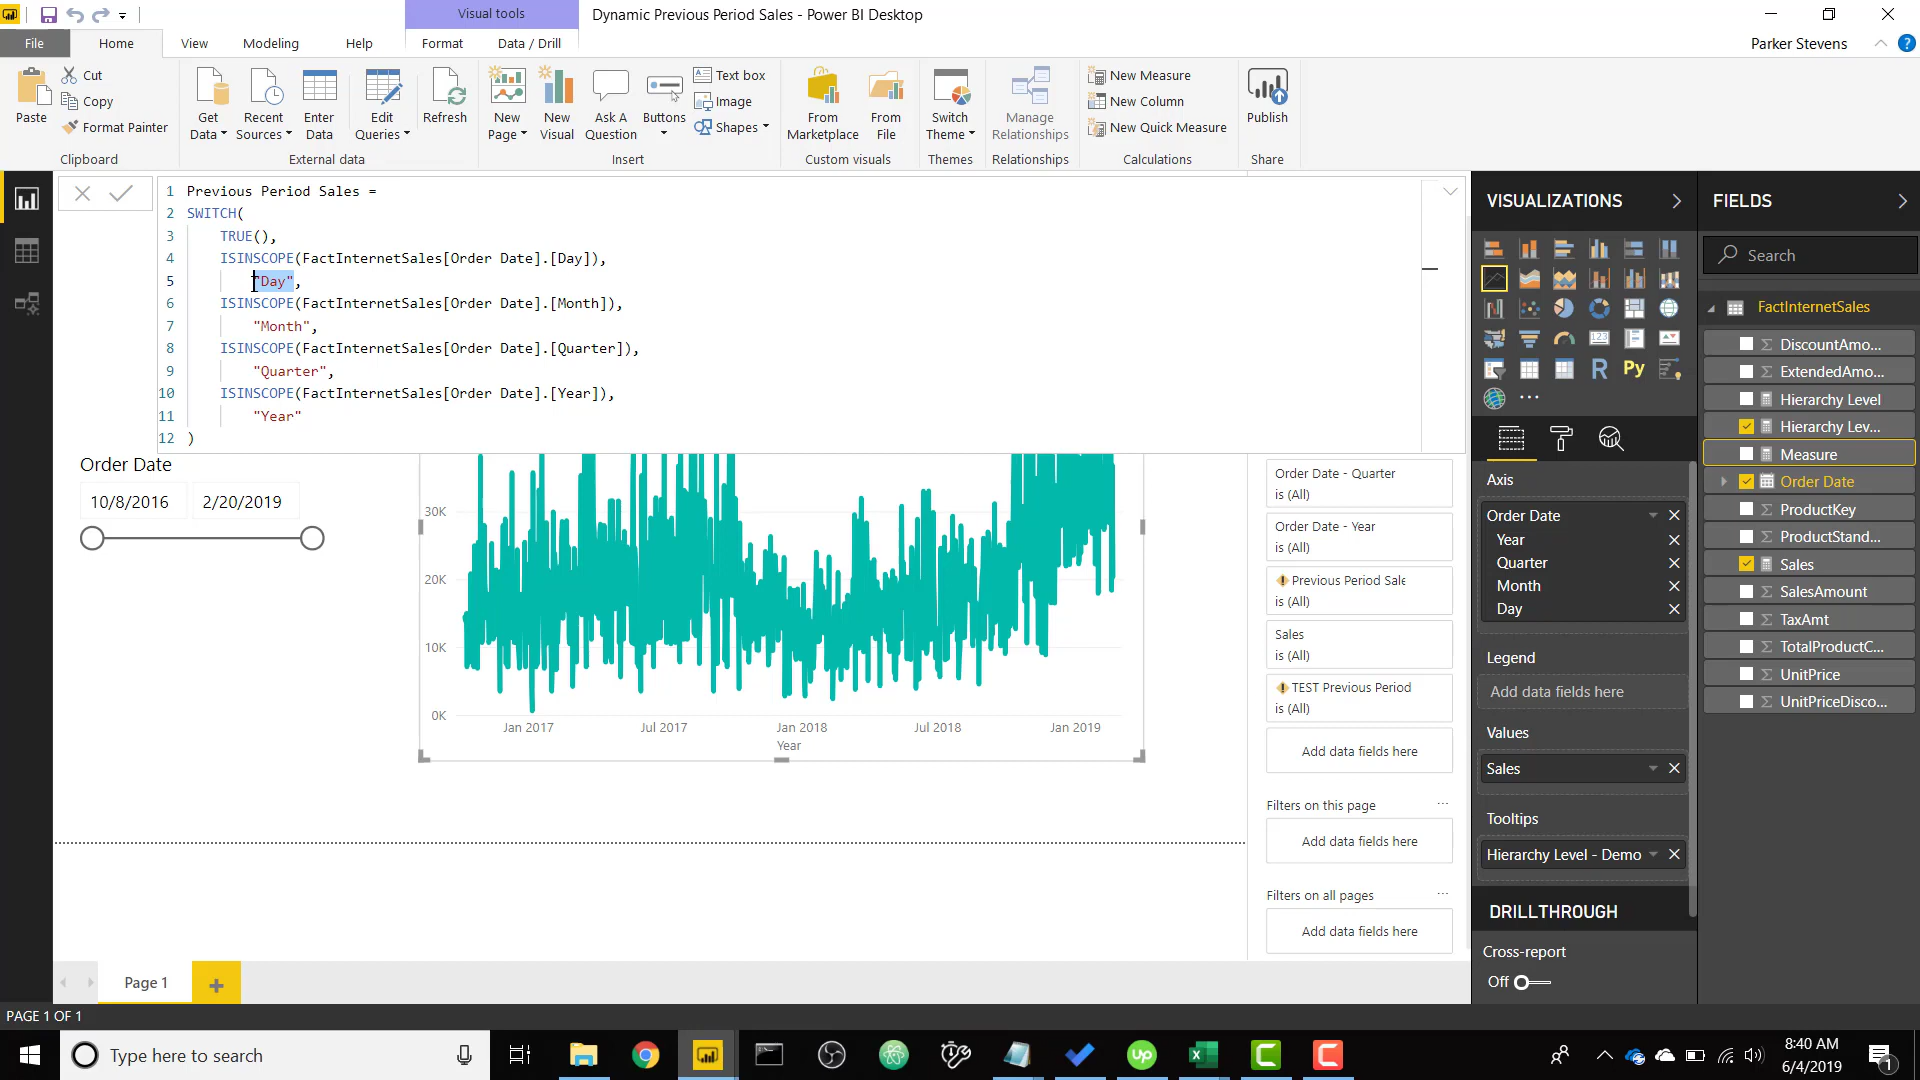 Visual tools
Dynamic Previous Period Sales - Power BI Desktop
File
Home
View
Modeling
Help
Format
Data / Drill
Parker Stevens
Paste
Cut
Copy
Format Painter
Clipboard
Get Data
Recent Sources
Enter Data
Edit Queries
Refresh
External data
New Page
New Visual
Ask A Question
Buttons
Text box
Image
Shapes
Insert
From Marketplace
From File
Custom visuals
Switch Theme
Themes
Manage Relationships
Relationships
New Measure
New Column
New Quick Measure
Calculations
Publish
Share
1 Previous Period Sales =
2 SWITCH(
3 TRUE(),
4 ISINSCOPE(FactInternetSales[Order Date].[Day]),
5 "Day",
6 ISINSCOPE(FactInternetSales[Order Date].[Month]),
7 "Month",
8 ISINSCOPE(FactInternetSales[Order Date].[Quarter]),
9 "Quarter",
10 ISINSCOPE(FactInternetSales[Order Date].[Year]),
11 "Year"
12 )
Order Date
10/8/2016 2/20/2019
30K
20K
10K
0K
Jan 2017 Jul 2017 Jan 2018 Jul 2018 Jan 2019
Year
Order Date - Quarter
is (All)
Order Date - Year
is (All)
Previous Period Sale
is (All)
Sales
is (All)
TEST Previous Period
is (All)
Add data fields here
Filters on this page ...
Add data fields here
Filters on all pages ...
Add data fields here
VISUALIZATIONS
R
Py
123
...
Axis
Order Date
Year
Quarter
Month
Day
Legend
Add data fields here
Values
Sales
Tooltips
Hierarchy Level - Demo
DRILLTHROUGH
Cross-report
Off
FIELDS
Search
FactInternetSales
DiscountAmo...
ExtendedAmo...
Hierarchy Level
Hierarchy Lev...
Measure
Order Date
ProductKey
ProductStand...
Sales
SalesAmount
TaxAmt
TotalProductC...
UnitPrice
UnitPriceDisco...
Page 1
PAGE 1 OF 1
Type here to search
Up
8:40 AM
6/4/2019
1